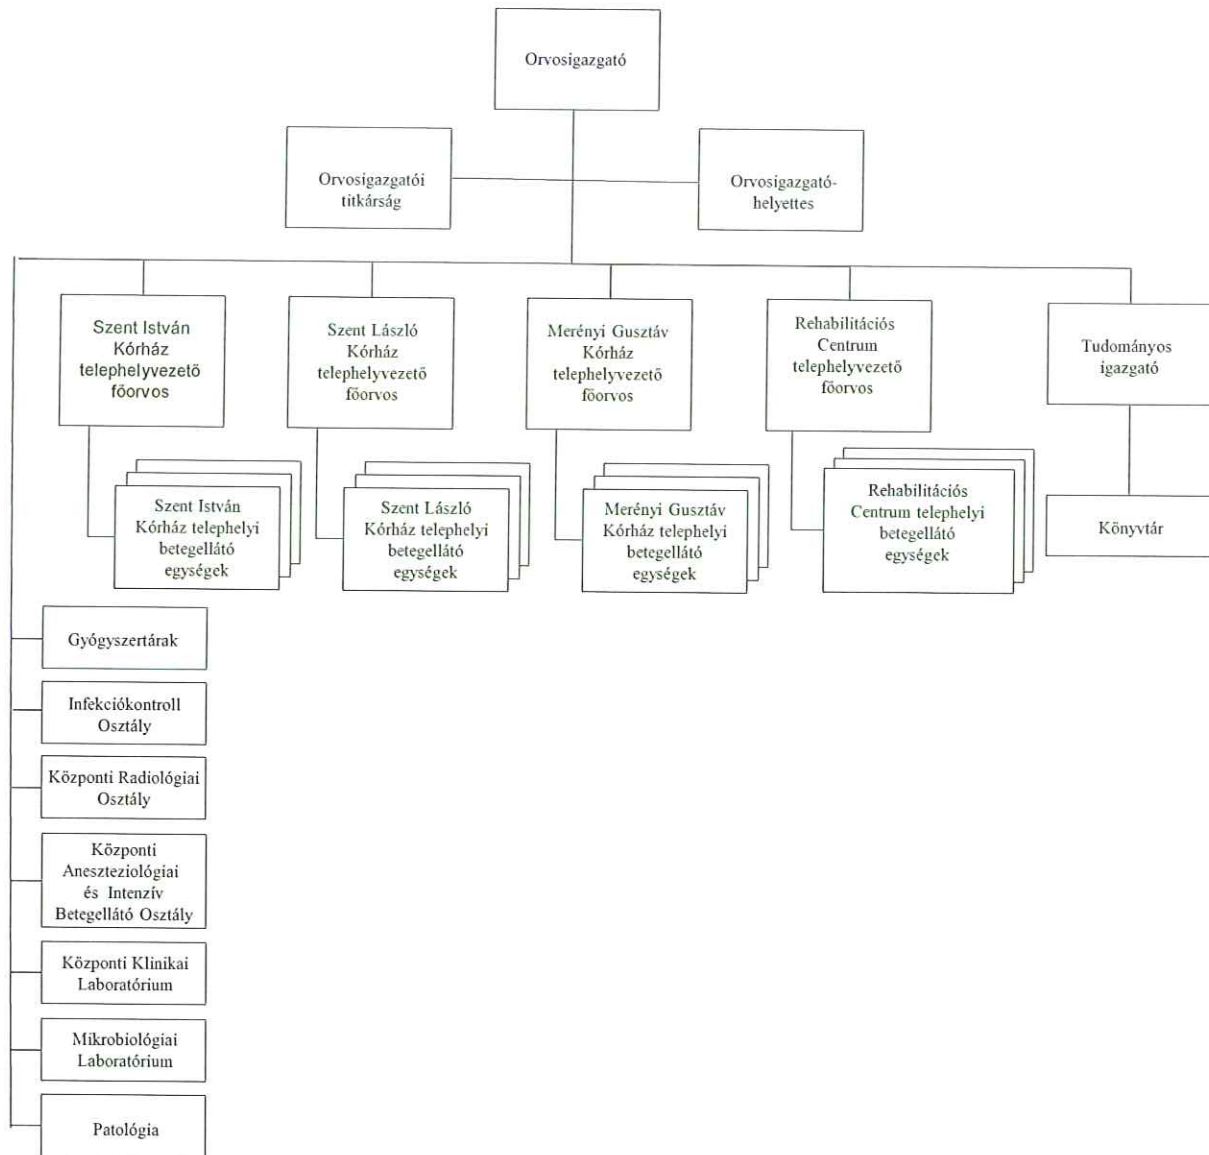 Orvosigazgató
Orvosigazgatói
titkárság
Orvosigazgató-
helyettes
Szent István
Kórház
telephelyvezető
főorvos
Szent László
Kórház
telephelyvezető
főorvos
Merényi Gusztáv
Kórház
telephelyvezető
főorvos
Rehabilitációs
Centrum
telephelyvezető
főorvos
Tudományos
igazgató
Szent István
Kórház telephelyi
betegellátó
egységek
Szent László
Kórház telephelyi
betegellátó
egységek
Merényi Gusztáv
Kórház telephelyi
betegellátó
egységek
Rehabilitációs
Centrum telephelyi
betegellátó
egységek
Könyvtár
Gyógyszertárak
Infekciókontroll
Osztály
Központi Radiológiai
Osztály
Központi
Aneszteziológiai
és Intenzív
Betegellátó Osztály
Központi Klinikai
Laboratórium
Mikrobiológiai
Laboratórium
Patológia